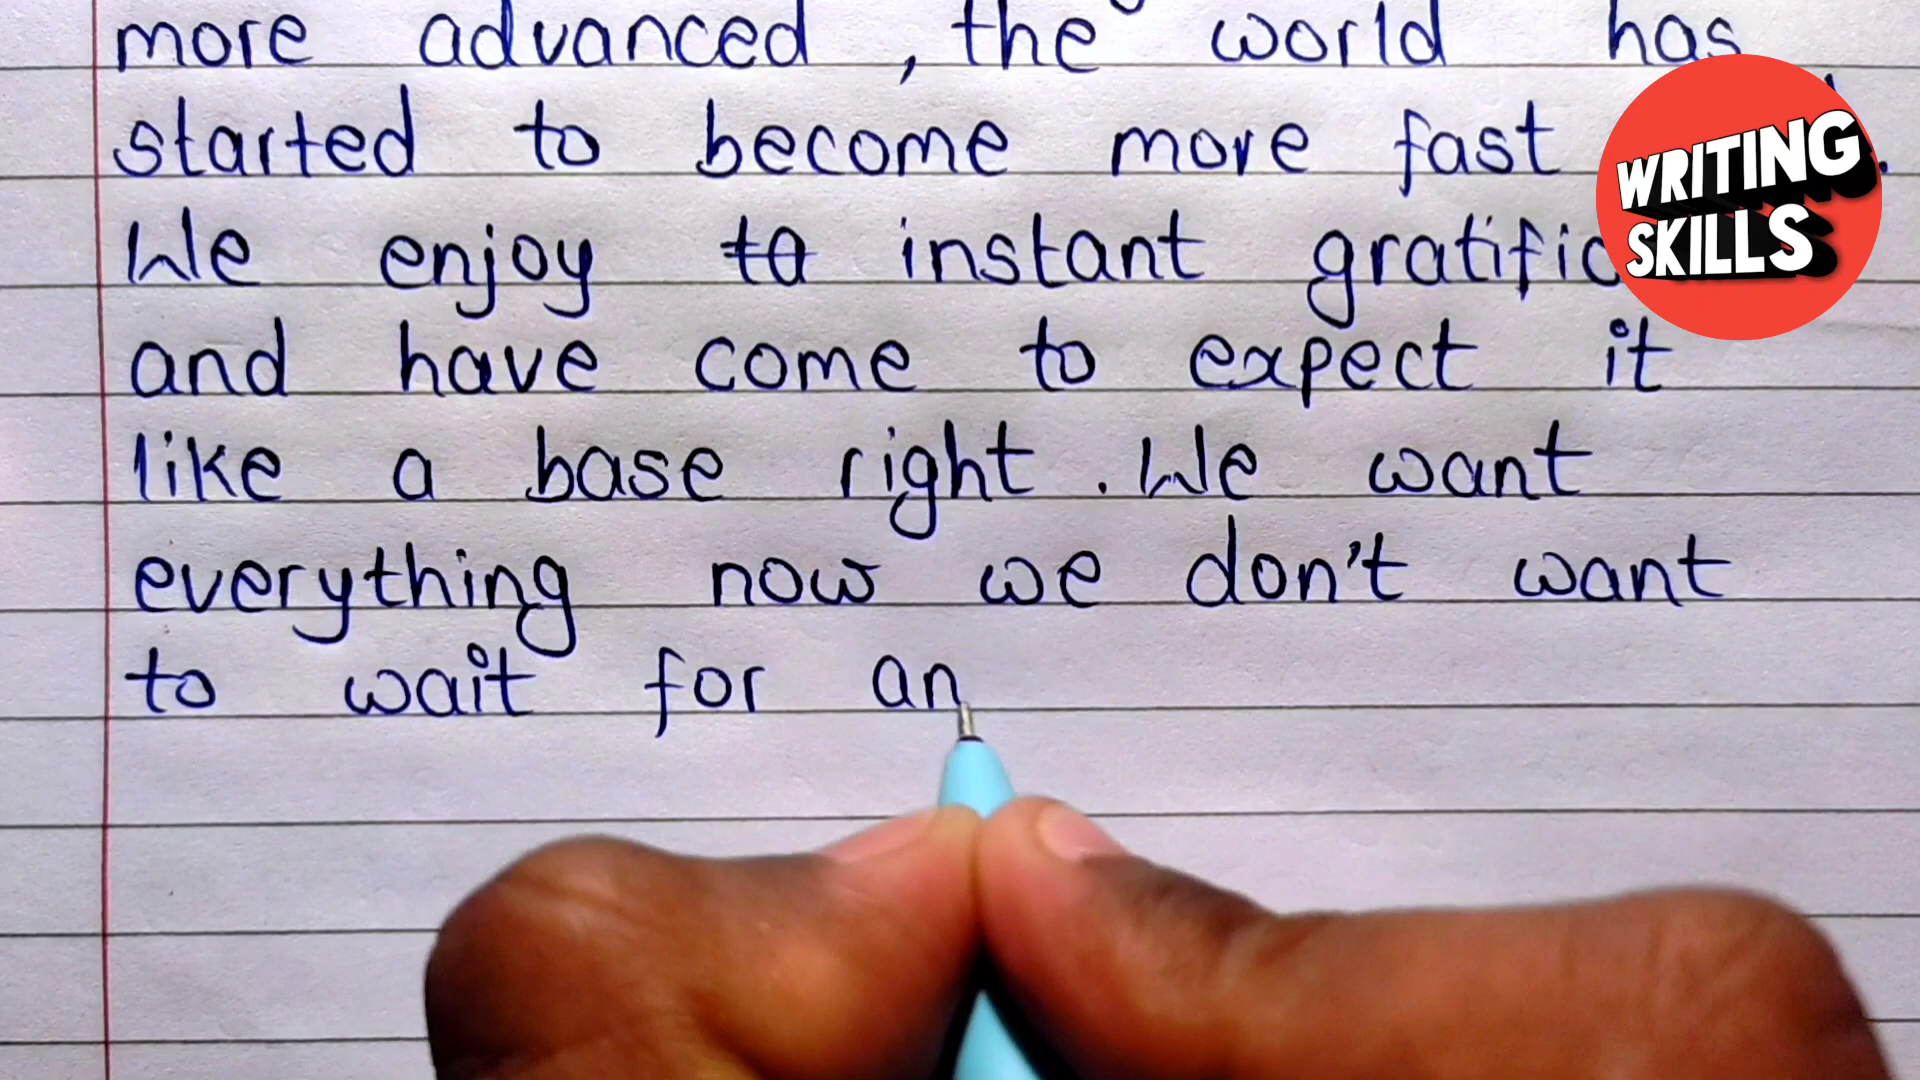 more advanced , the world has
started to become more fast
We enjoy to instant gratific
and have come to expect it
like a base right . We want
everything now we don't want
to wait for an
WRITING
SKILLS